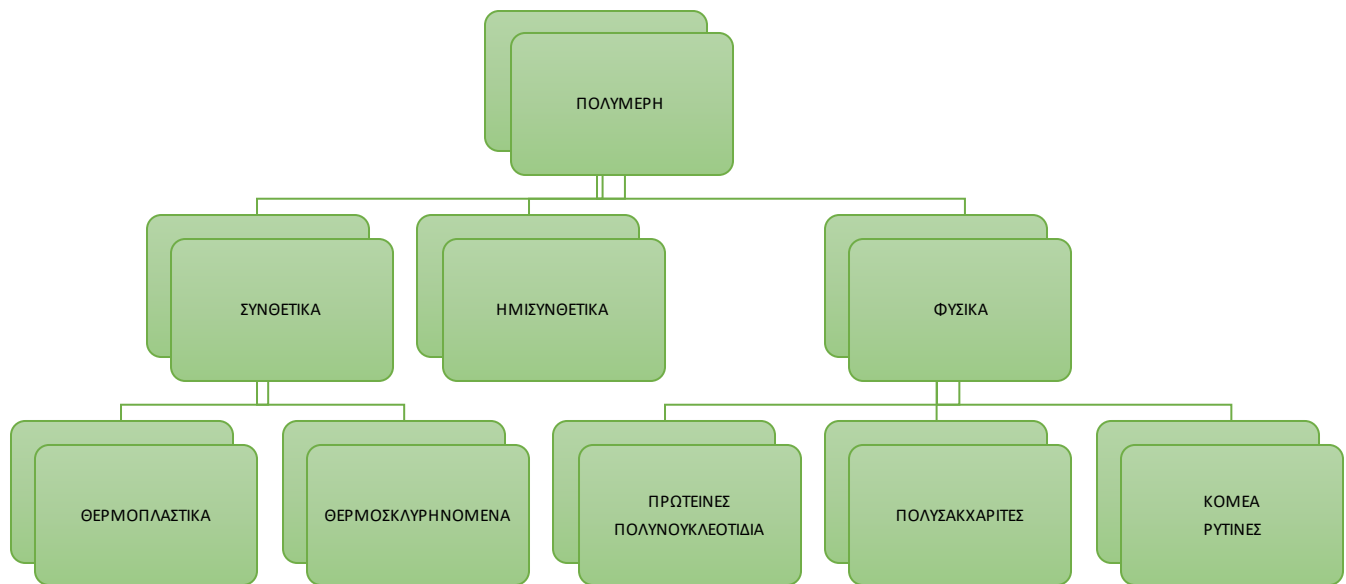 ΠΟΛΥΜΕΡΗ
ΣΥΝΘΕΤΙΚΑ
ΗΜΙΣΥΝΘΕΤΙΚΑ
ΦΥΣΙΚΑ
ΘΕΡΜΟΠΛΑΣΤΙΚΑ
ΘΕΡΜΟΣΚΛΥΡΗΝΟΜΕΝΑ
ΠΡΩΤΕΙΝΕΣ
ΠΟΛΥΝΟΥΚΛΕΟΤΙΔΙΑ
ΠΟΛΥΣΑΚΧΑΡΙΤΕΣ
ΚΟΜΕΑ
ΡΥΤΙΝΕΣ